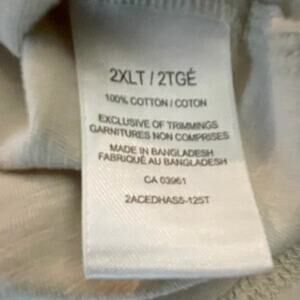 2XLT / 2TGÉ
100% COTTON / COTON
EXCLUSIVE OF TRIMMINGS
GARNITURES NON COMPRISES
MADE IN BANGLADESH
FABRIQUÉ AU BANGLADESH
CA 03961
2ACEDHAS5-125T